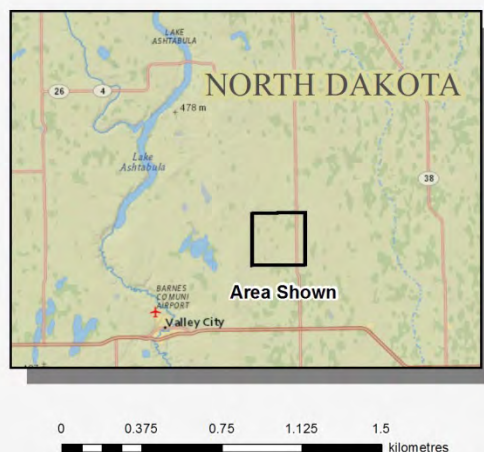 LAKE
ASHTABULA
NORTH DAKOTA
26
4
478 m
Lake
Ashtabula
38
Area Shown
BARNES
COMUNI
AIRPORT
Valley City
0 0.375 0.75 1.125 1.5
kilometres